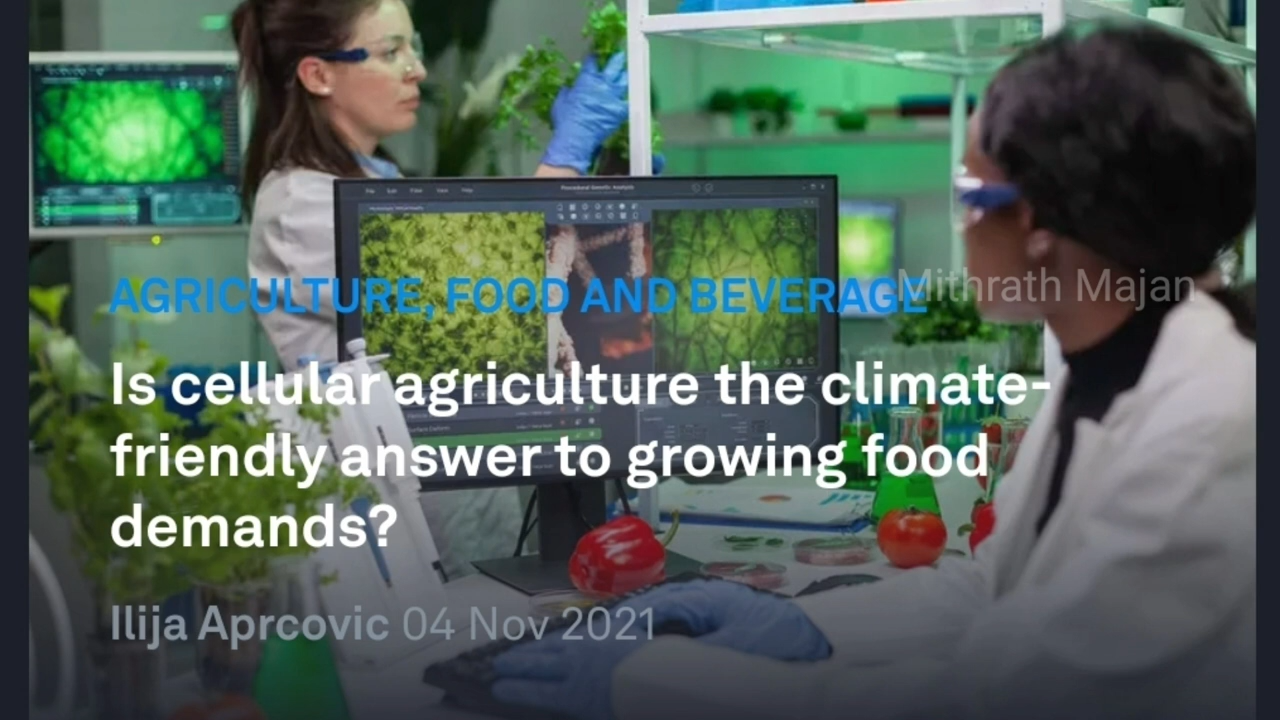 AGRICULTURE, FOOD AND BEVERAGE
Mithrath Majan
Is cellular agriculture the climate-
friendly answer to growing food
demands?
Ilija Aprcovic 04 Nov 2021